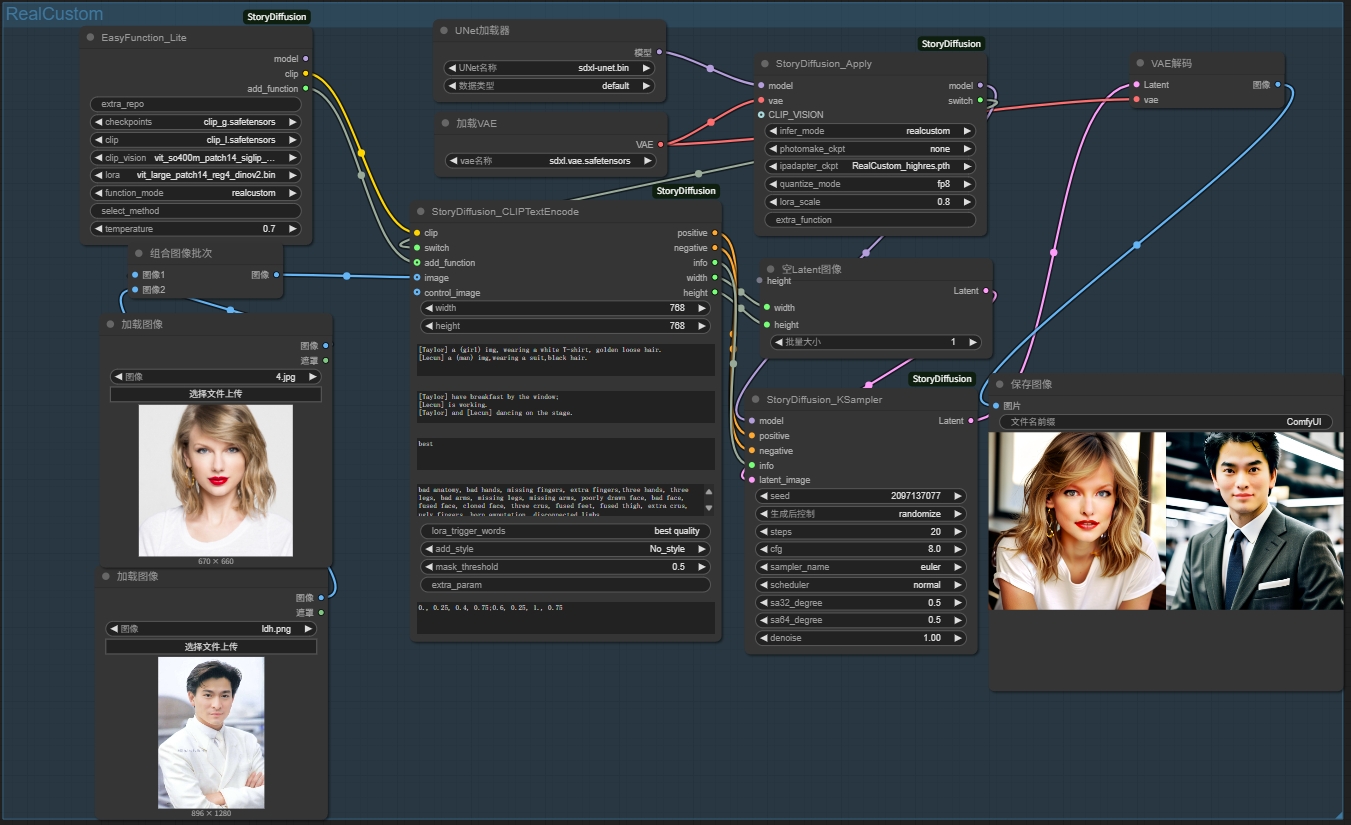 RealCustom
StoryDiffusion
EasyFunction_Lite
model
clip
add_function
extra_repo
checkpoints clip_g.safetensors
clip clip_l.safetensors
clip_vision vit_so400m_patch14_siglip_...
lora vit_large_patch14_reg4_dinov2.bin
function_mode realcustom
select_method
temperature 0.7
组合图像批次
图像1 图像
图像2
加载图像
图像
遮罩
图像 4.jpg
选择文件上传
670 × 660
加载图像
图像
遮罩
图像 ldh.png
选择文件上传
896 × 1280
UNet加载器
模型
UNet名称 sdxl-unet.bin
数据类型 default
加载VAE
VAE
vae名称 sdxl.vae.safetensors
StoryDiffusion
StoryDiffusion_CLIPTextEncode
clip positive
switch negative
add_function info
image width
control_image height
width 768
height 768
[Taylor] a (girl) img, wearing a white T-shirt, golden loose hair.
[Lecun] a (man) img,wearing a suit,black hair.
[Taylor] have breakfast by the window;
[Lecun] is working.
[Taylor] and [Lecun] dancing on the stage.
best
bad anatomy, bad hands, missing fingers, extra fingers,three hands, three
legs, bad arms, missing legs, missing arms, poorly drawn face, bad face,
fused face, cloned face, three crus, fused feet, fused thigh, extra crus,
ugly fingers, horn amputation, disconnected limbs
lora_trigger_words best quality
add_style No_style
mask_threshold 0.5
extra_param
0., 0.25, 0.4, 0.75;0.6, 0.25, 1., 0.75
StoryDiffusion
StoryDiffusion_Apply
model model
vae switch
CLIP_VISION
infer_mode realcustom
photomake_ckpt none
ipadapter_ckpt RealCustom_highres.pth
quantize_mode fp8
lora_scale 0.8
extra_function
空Latent图像
height
Latent
width
height
批量大小 1
StoryDiffusion
StoryDiffusion_KSampler
model Latent
positive
negative
info
latent_image
seed 2097137077
生成后控制 randomize
steps 20
cfg 8.0
sampler_name euler
scheduler normal
sa32_degree 0.5
sa64_degree 0.5
denoise 1.00
VAE解码
Latent 图像
vae
保存图像
图片
文件名前缀 ComfyUI